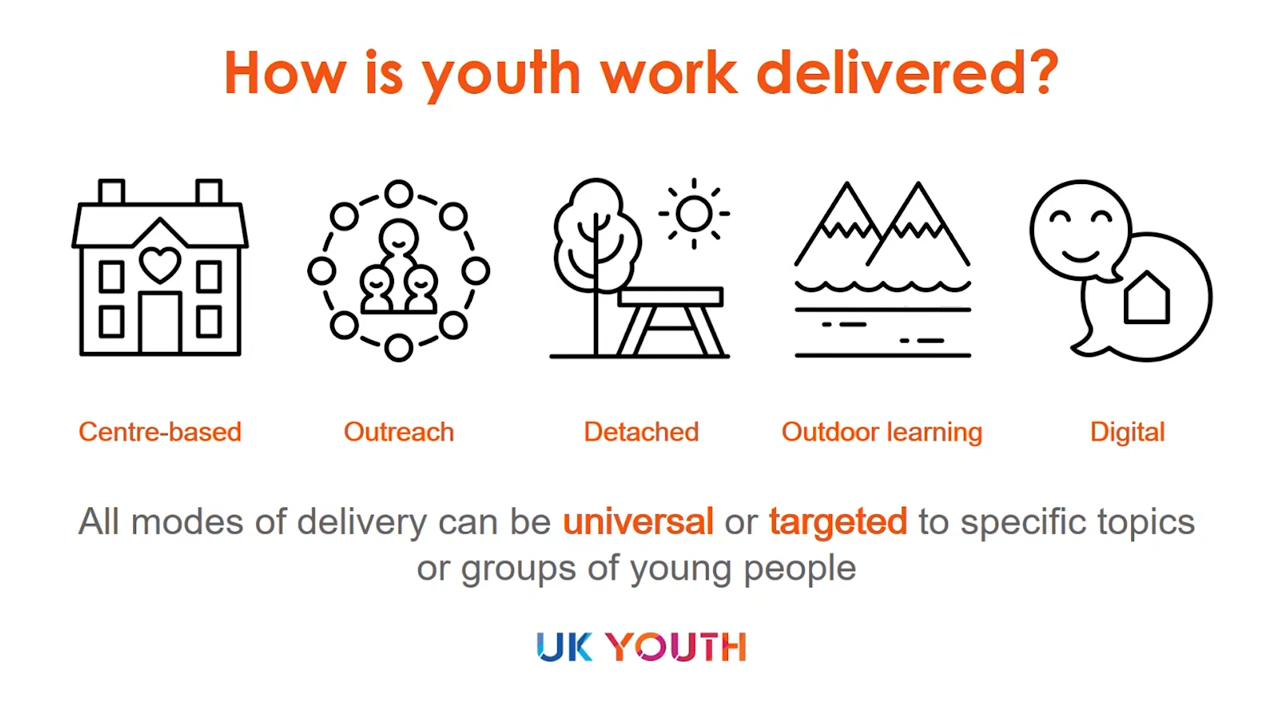 How is youth work delivered?
Centre-based
Outreach
Detached
Outdoor learning
Digital
All modes of delivery can be universal or targeted to specific topics
or groups of young people
UK YOUTH